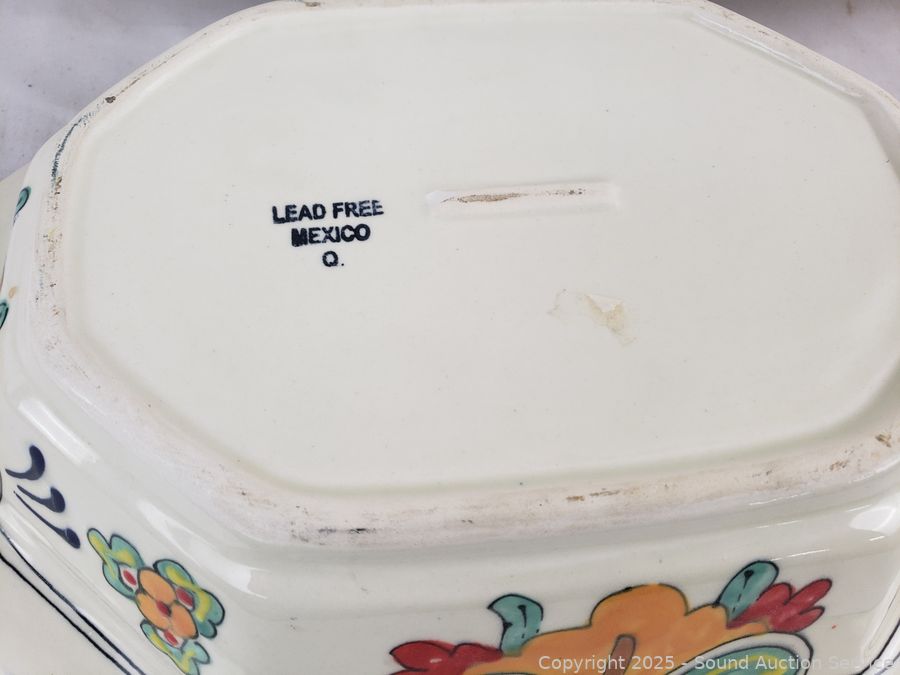 LEAD FREE
MEXICO
Q.
Copyright © 2025 - Sound Auction Service